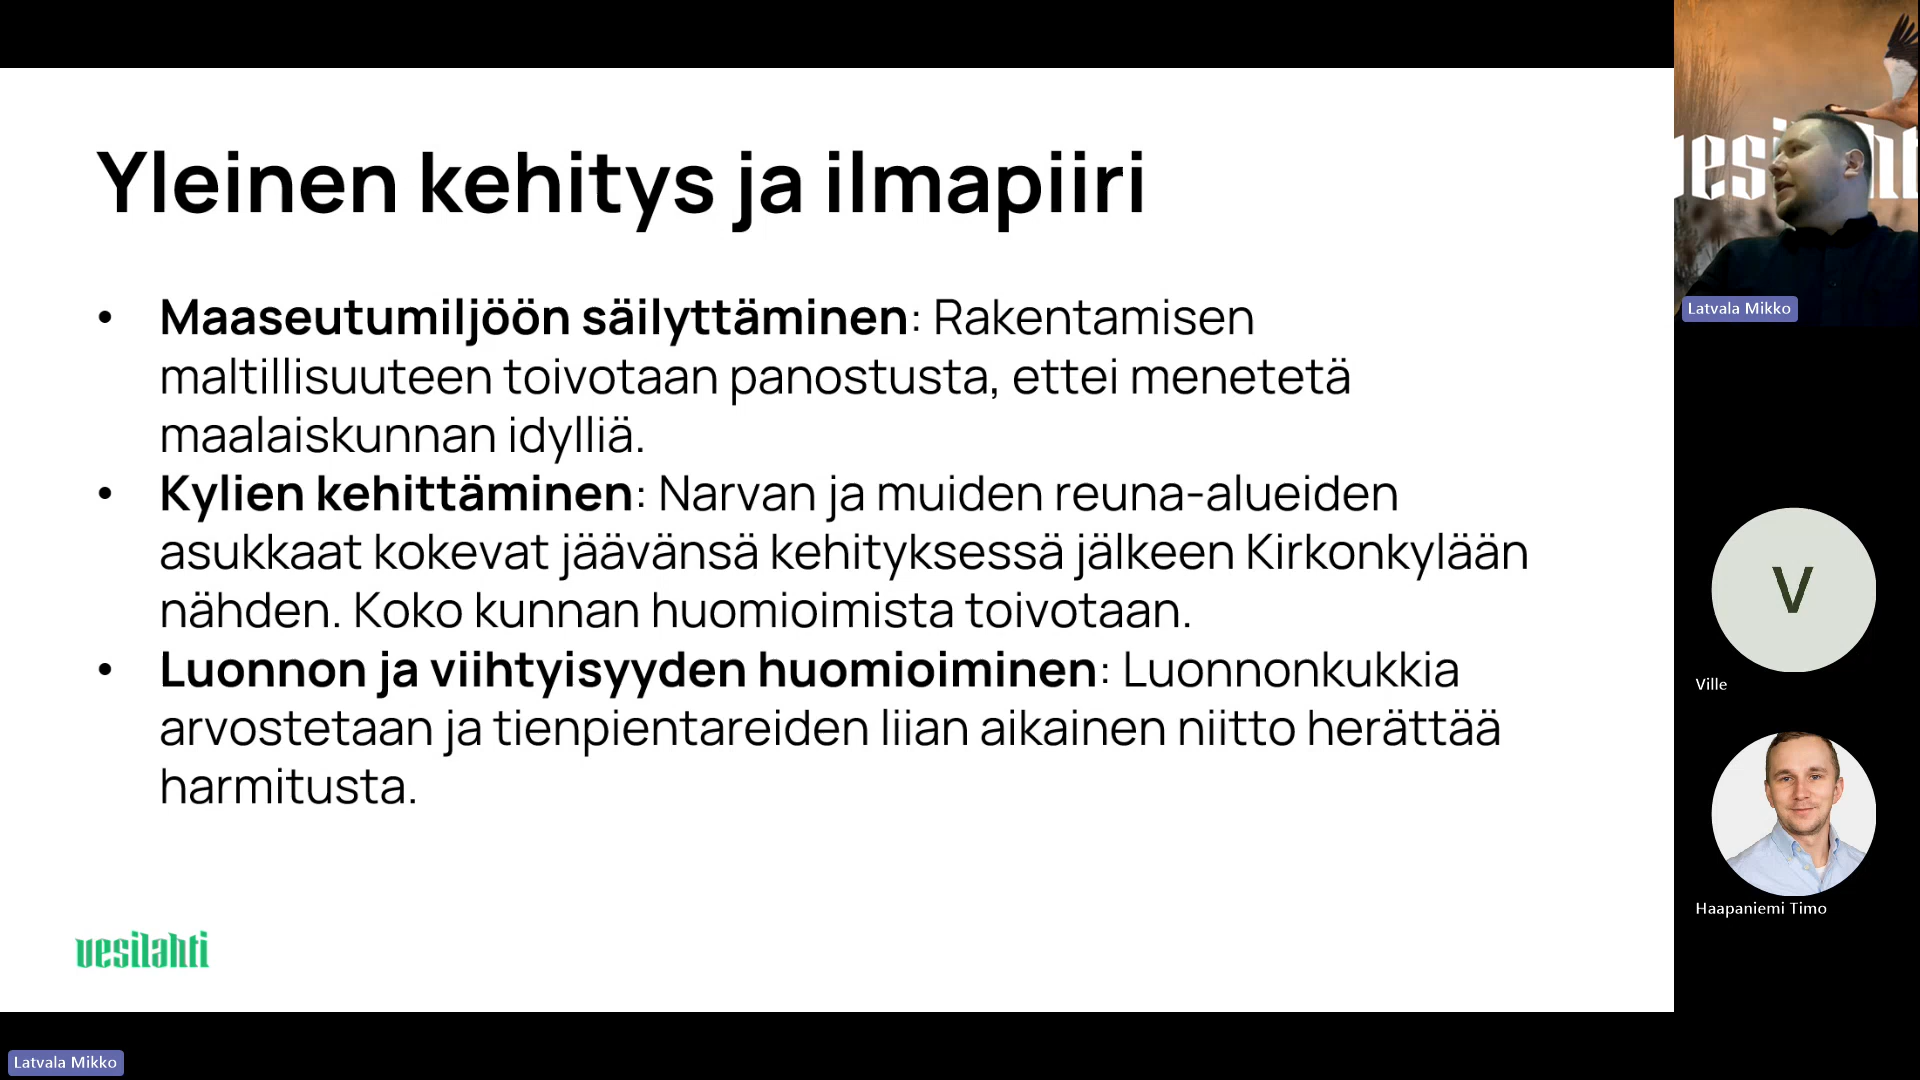 Yleinen kehitys ja ilmapiiri
• Maaseutumiljöön säilyttäminen: Rakentamisen
maltillisuuteen toivotaan panostusta, ettei menetetä
maalaiskunnan idylliä.
• Kylien kehittäminen: Narvan ja muiden reuna-alueiden
asukkaat kokevat jäävänsä kehityksessä jälkeen Kirkonkylään
nähden. Koko kunnan huomioimista toivotaan.
• Luonnon ja viihtyisyyden huomioiminen: Luonnonkukkia
arvostetaan ja tienpientareiden liian aikainen niitto herättää
harmitusta.
vesilahti
Latvala Mikko
Latvala Mikko
V
Ville
Haapaniemi Timo